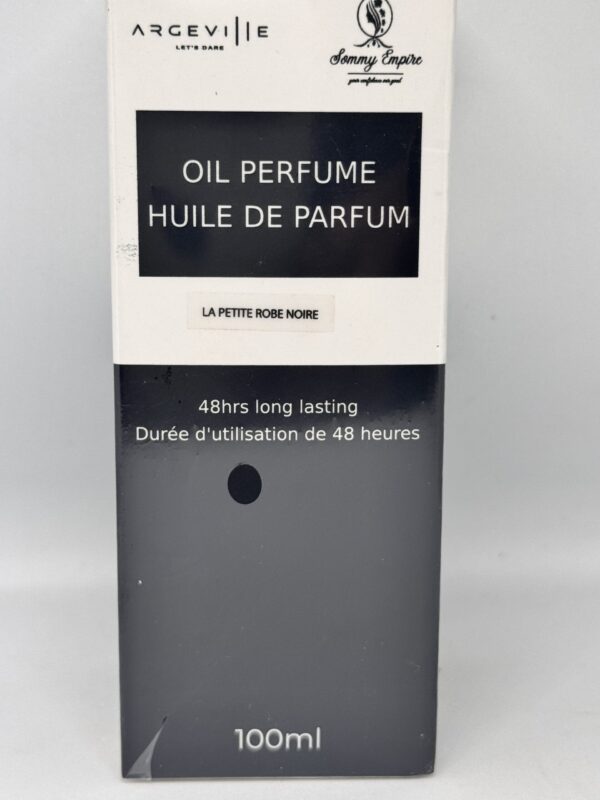 ARGEVILLE
LET'S DARE
Sommy Empire
OIL PERFUME
HUILE DE PARFUM
LA PETITE ROBE NOIRE
48hrs long lasting
Durée d'utilisation de 48 heures
100ml